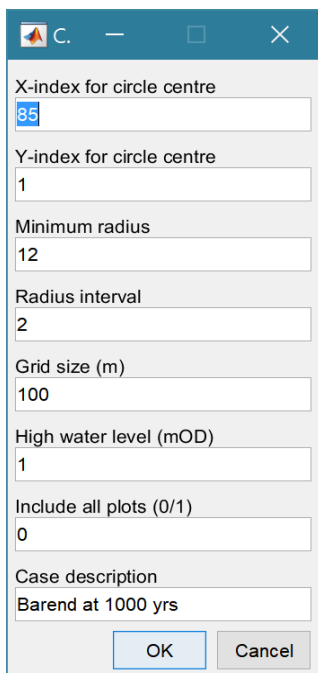 C.
X-index for circle centre
85
Y-index for circle centre
1
Minimum radius
12
Radius interval
2
Grid size (m)
100
High water level (mOD)
1
Include all plots (0/1)
0
Case description
Barend at 1000 yrs
OK Cancel